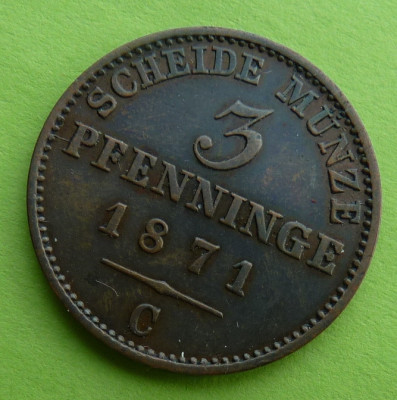 SCHEIDE MÜNZE
3
PFENNINGE
1871
C